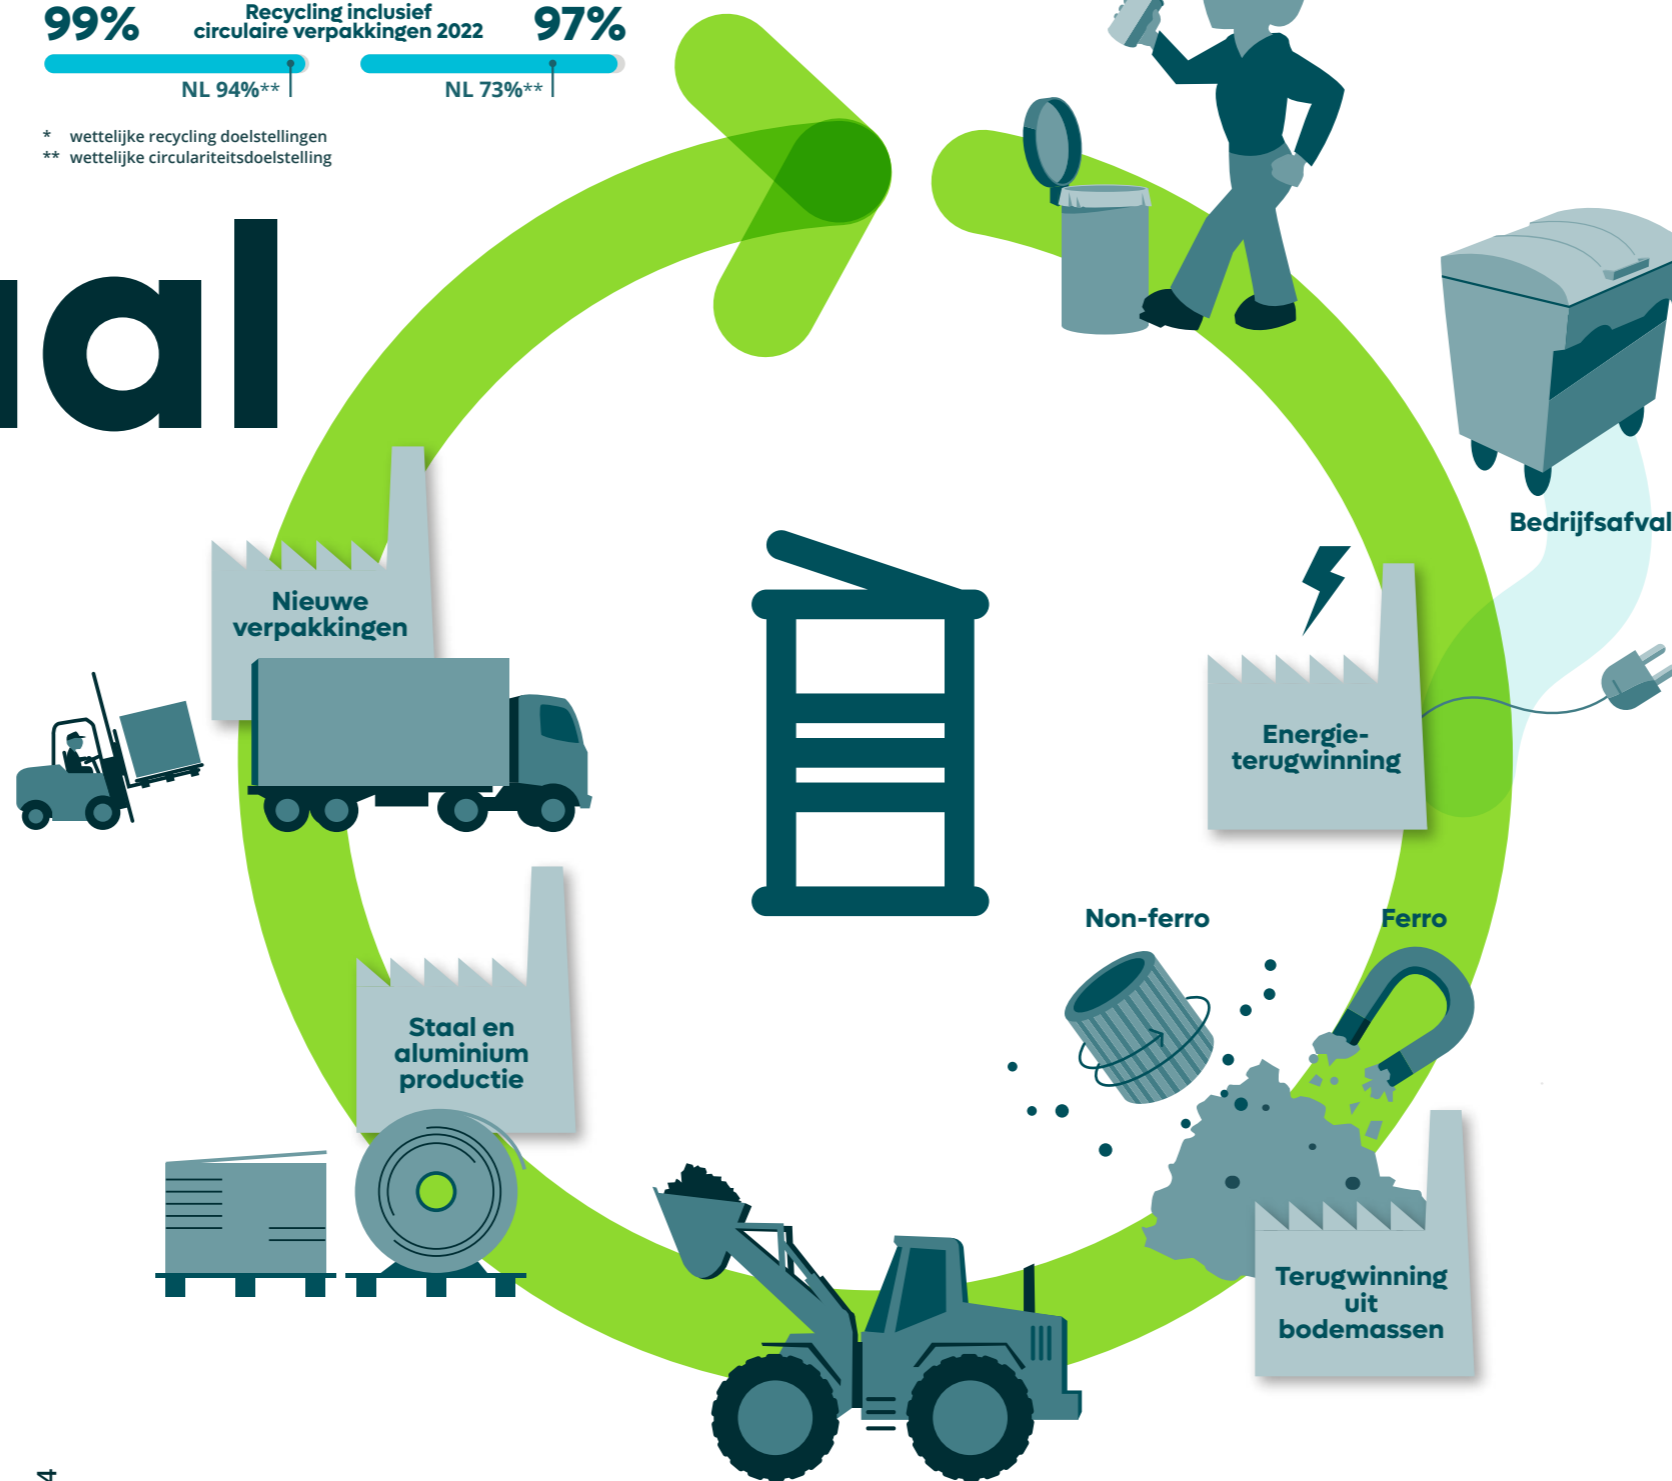 99% Recycling inclusief 97%
circulaire verpakkingen 2022
NL 94%** NL 73%**
* wettelijke recycling doelstellingen
** wettelijke circulariteitsdoelstelling
al
Nieuwe
verpakkingen
Bedrijfsafval
Energie-
terugwinning
Non-ferro
Ferro
Staal en
aluminium
productie
Terugwinning
uit
bodemassen
4